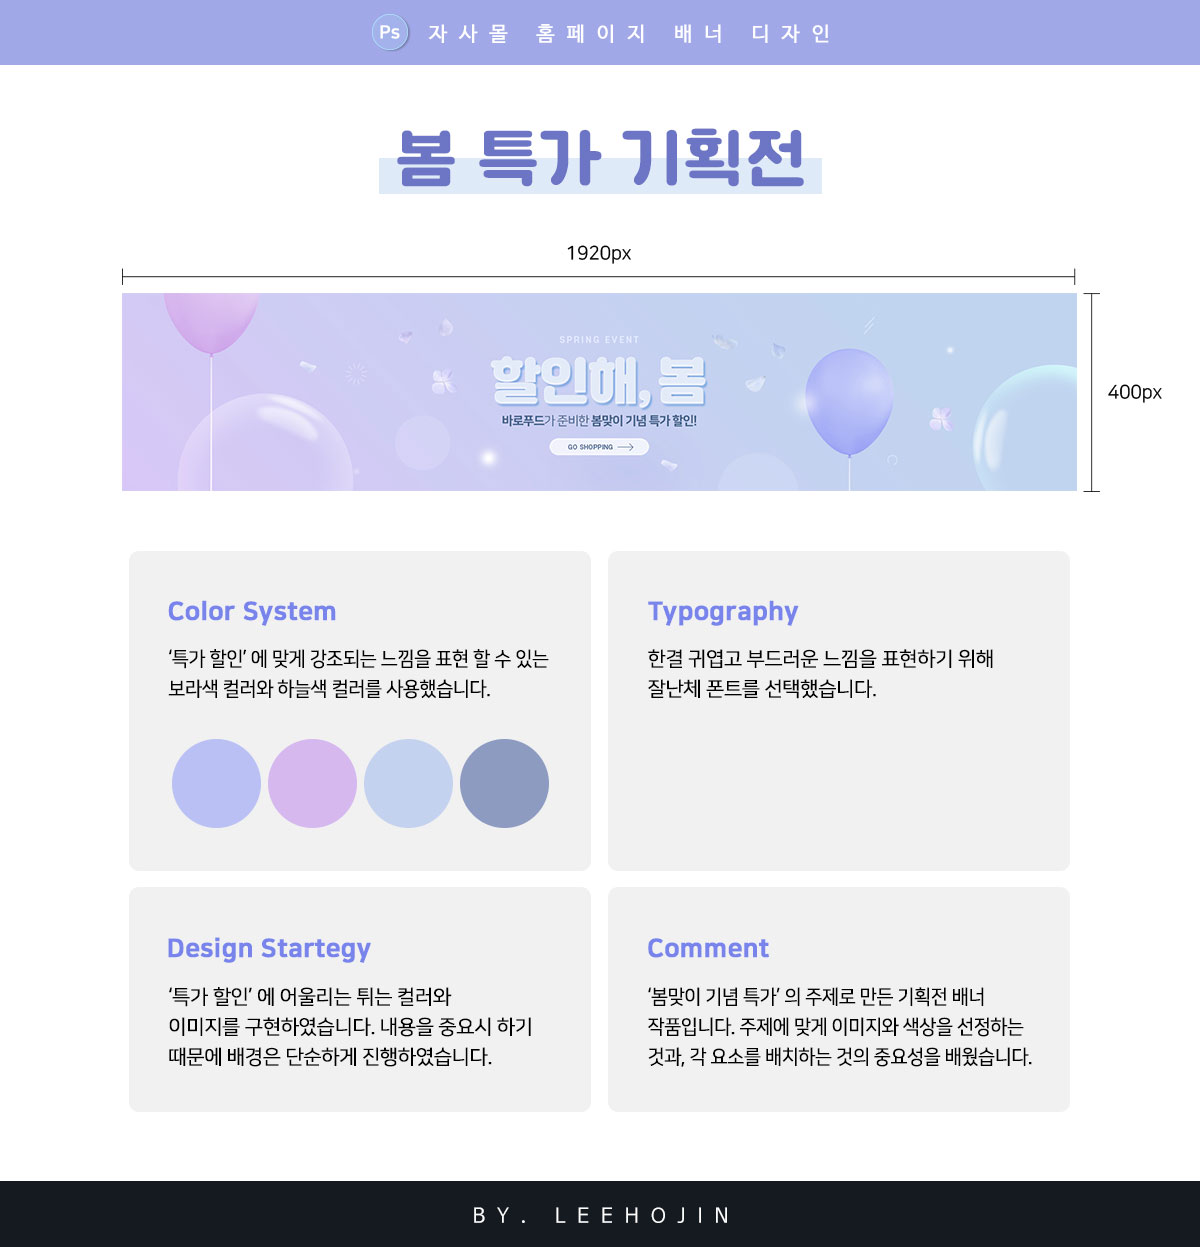 Ps 자사몰 홈페이지 배너 디자인
봄 특가 기획전
1920px
SPRING EVENT
할인해, 봄
바로푸드가 준비한 봄맞이 기념 특가 할인!
GO SHOPPING
400px
Color System
‘특가 할인’ 에 맞게 강조되는 느낌을 표현 할 수 있는
보라색 컬러와 하늘색 컬러를 사용했습니다.
Typography
한결 귀엽고 부드러운 느낌을 표현하기 위해
잘난체 폰트를 선택했습니다.
Design Startegy
‘특가 할인’ 에 어울리는 튀는 컬러와
이미지를 구현하였습니다. 내용을 중요시 하기
때문에 배경은 단순하게 진행하였습니다.
Comment
‘봄맞이 기념 특가’ 의 주제로 만든 기획전 배너
작품입니다. 주제에 맞게 이미지와 색상을 선정하는
것과, 각 요소를 배치하는 것의 중요성을 배웠습니다.
BY. LEEHOJIN